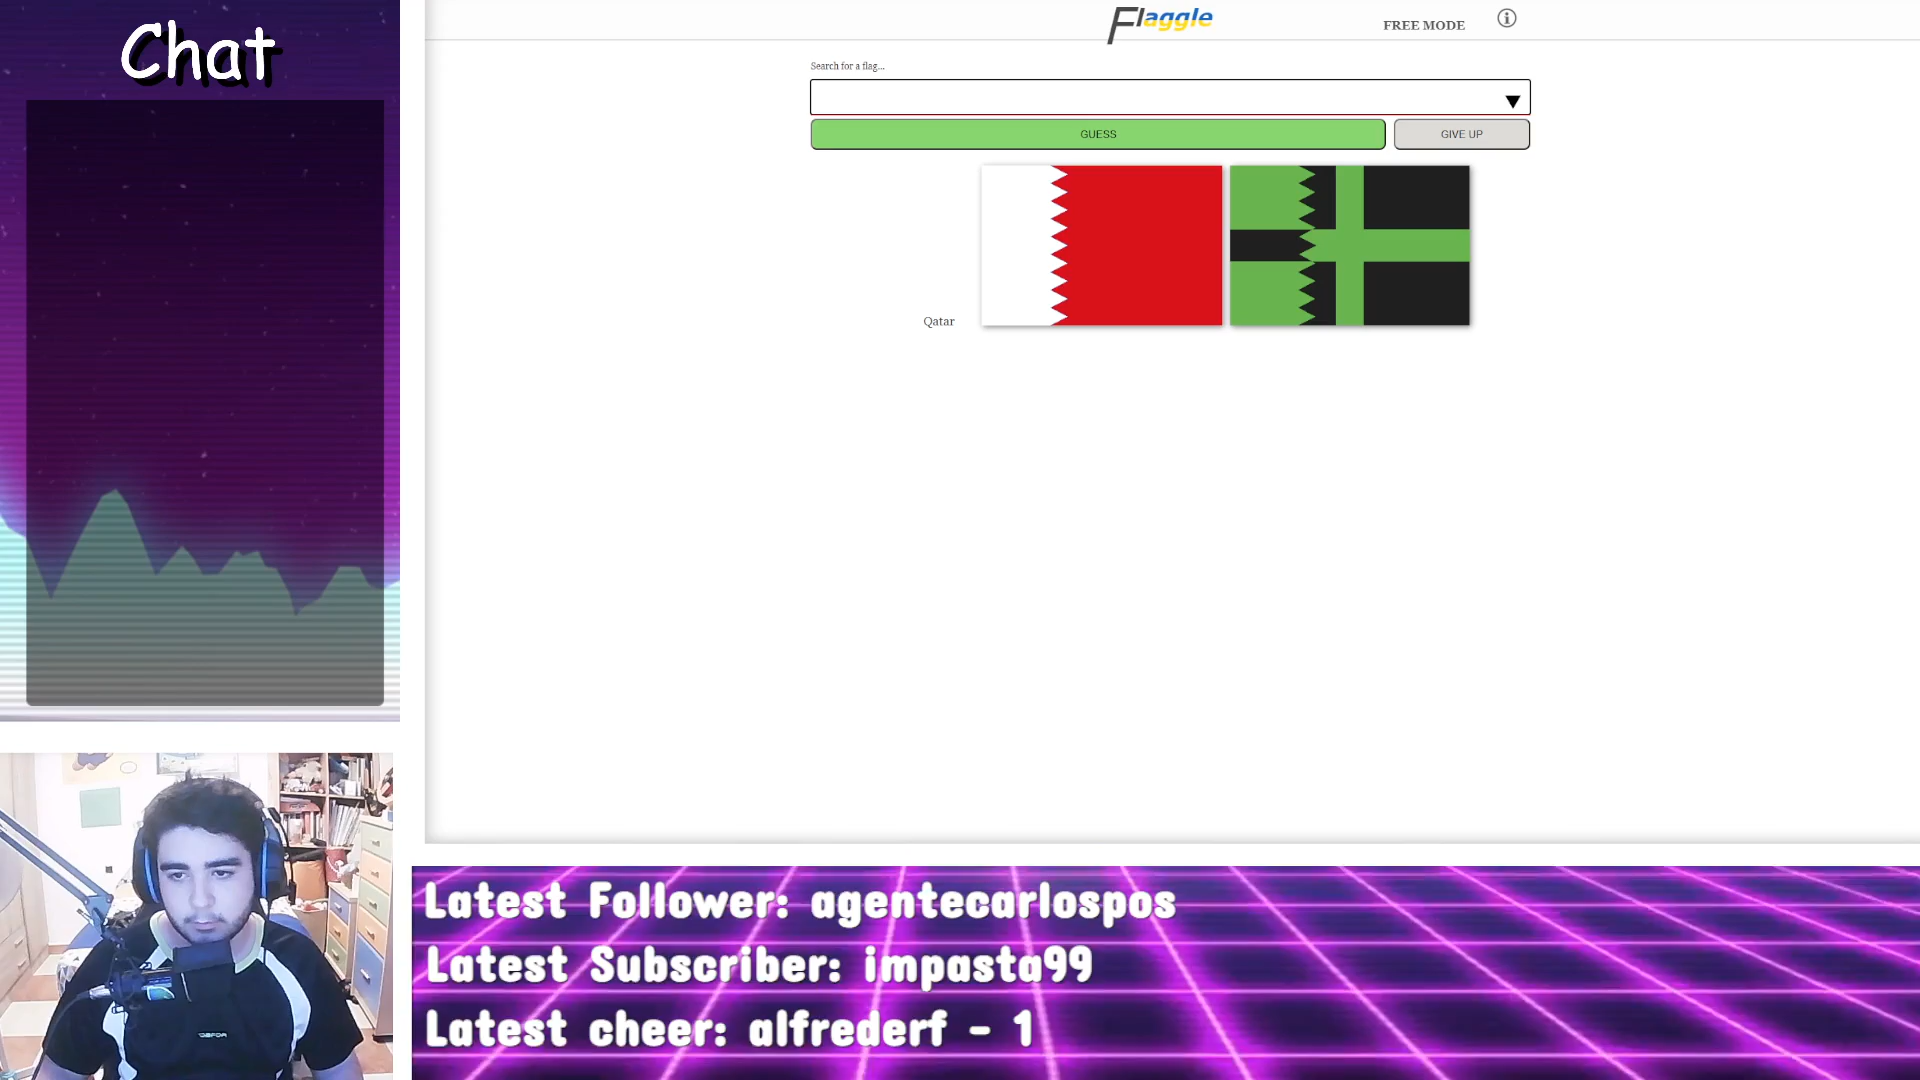 Chat
Flaggle
FREE MODE
Search for a flag...
GUESS
GIVE UP
Qatar
Latest Follower: agentecarlospos
Latest Subscriber: impasta99
Latest cheer: alfrederf - 1